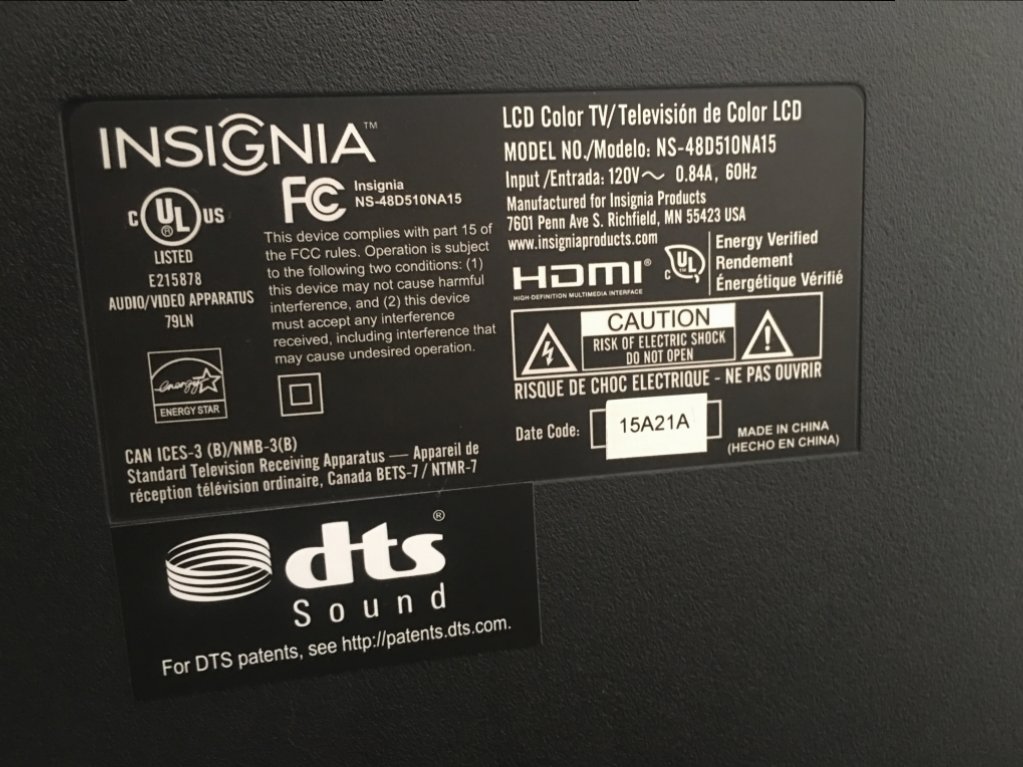 INSIGNIA™
C UL® US
LISTED
E215878
AUDIO/VIDEO APPARATUS
79LN
FC Insignia
NS-48D510NA15
This device complies with part 15 of
the FCC rules. Operation is subject
to the following two conditions: (1)
this device may not cause harmful
interference, and (2) this device
must accept any interference
received, including interference that
may cause undesired operation.
energy
ENERGY STAR
CAN ICES-3 (B)/NMB-3(B)
Standard Television Receiving Apparatus — Appareil de
réception télévision ordinaire, Canada BETS-7 / NTMR-7
LCD Color TV/Televisión de Color LCD
MODEL NO./Modelo: NS-48D510NA15
Input/Entrada: 120V～ 0.84A, 60Hz
Manufactured for Insignia Products
7601 Penn Ave S. Richfield, MN 55423 USA
www.insigniaproducts.com
HDMI®
HIGH-DEFINITION MULTIMEDIA INTERFACE
C UL™
Energy Verified
Rendement
Énergétique Vérifié
CAUTION
RISK OF ELECTRIC SHOCK
DO NOT OPEN
RISQUE DE CHOC ELECTRIQUE - NE PAS OUVRIR
Date Code: 15A21A
MADE IN CHINA
(HECHO EN CHINA)
dts®
Sound
For DTS patents, see http://patents.dts.com.